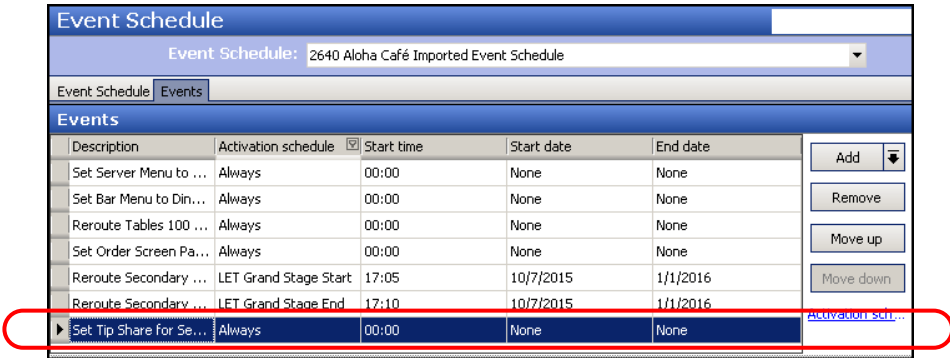 Event Schedule
Event Schedule: 2640 Aloha Café Imported Event Schedule
Event Schedule Events
Events
Description Activation schedule Start time Start date End date
Set Server Menu to ... Always 00:00 None None
Set Bar Menu to Din... Always 00:00 None None
Reroute Tables 100 ... Always 00:00 None None
Set Order Screen Pa... Always 00:00 None None
Reroute Secondary ... LET Grand Stage Start 17:05 10/7/2015 1/1/2016
Reroute Secondary ... LET Grand Stage End 17:10 10/7/2015 1/1/2016
Set Tip Share for Se... Always 00:00 None None
Add
Remove
Move up
Move down
Activation sch...